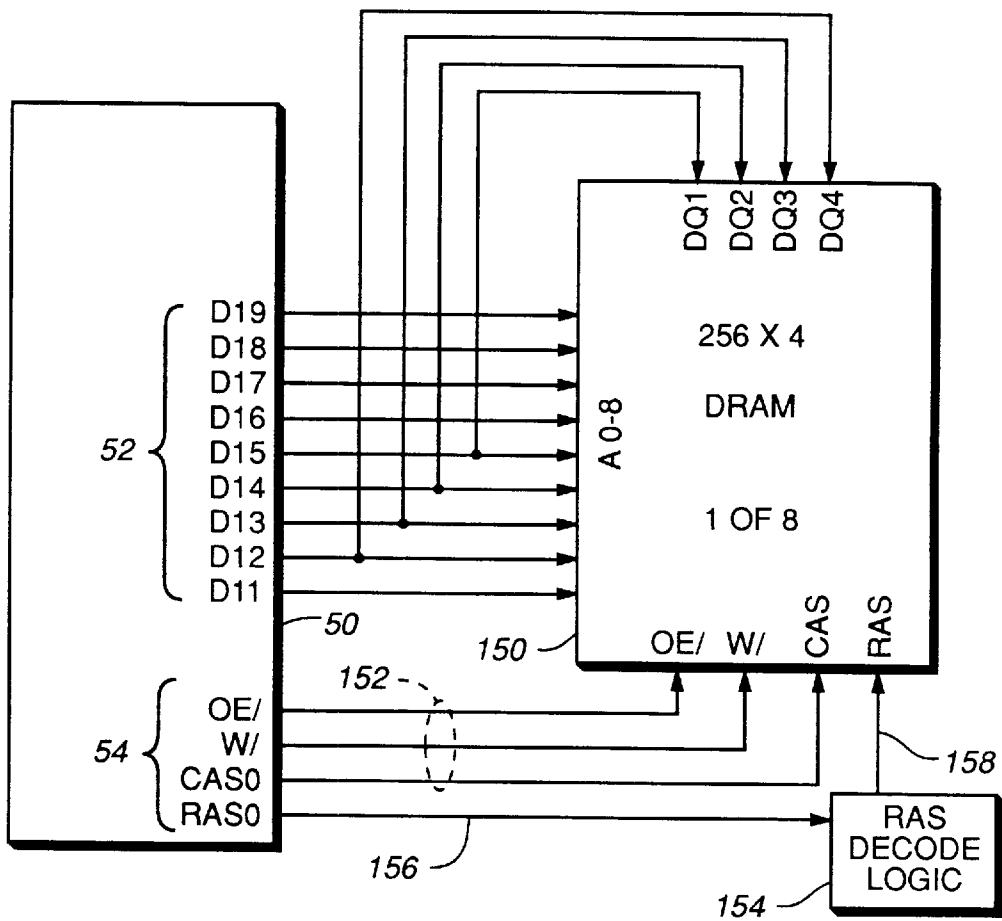 DQ1
DQ2
DQ3
DQ4
D19
D18
D17
D16
D15
D14
D13
D12
D11
52
256 X 4
DRAM
1 OF 8
A 0-8
50
150
OE/
W/
CAS
RAS
152
54
OE/
W/
CAS0
RAS0
156
158
RAS
DECODE
LOGIC
154